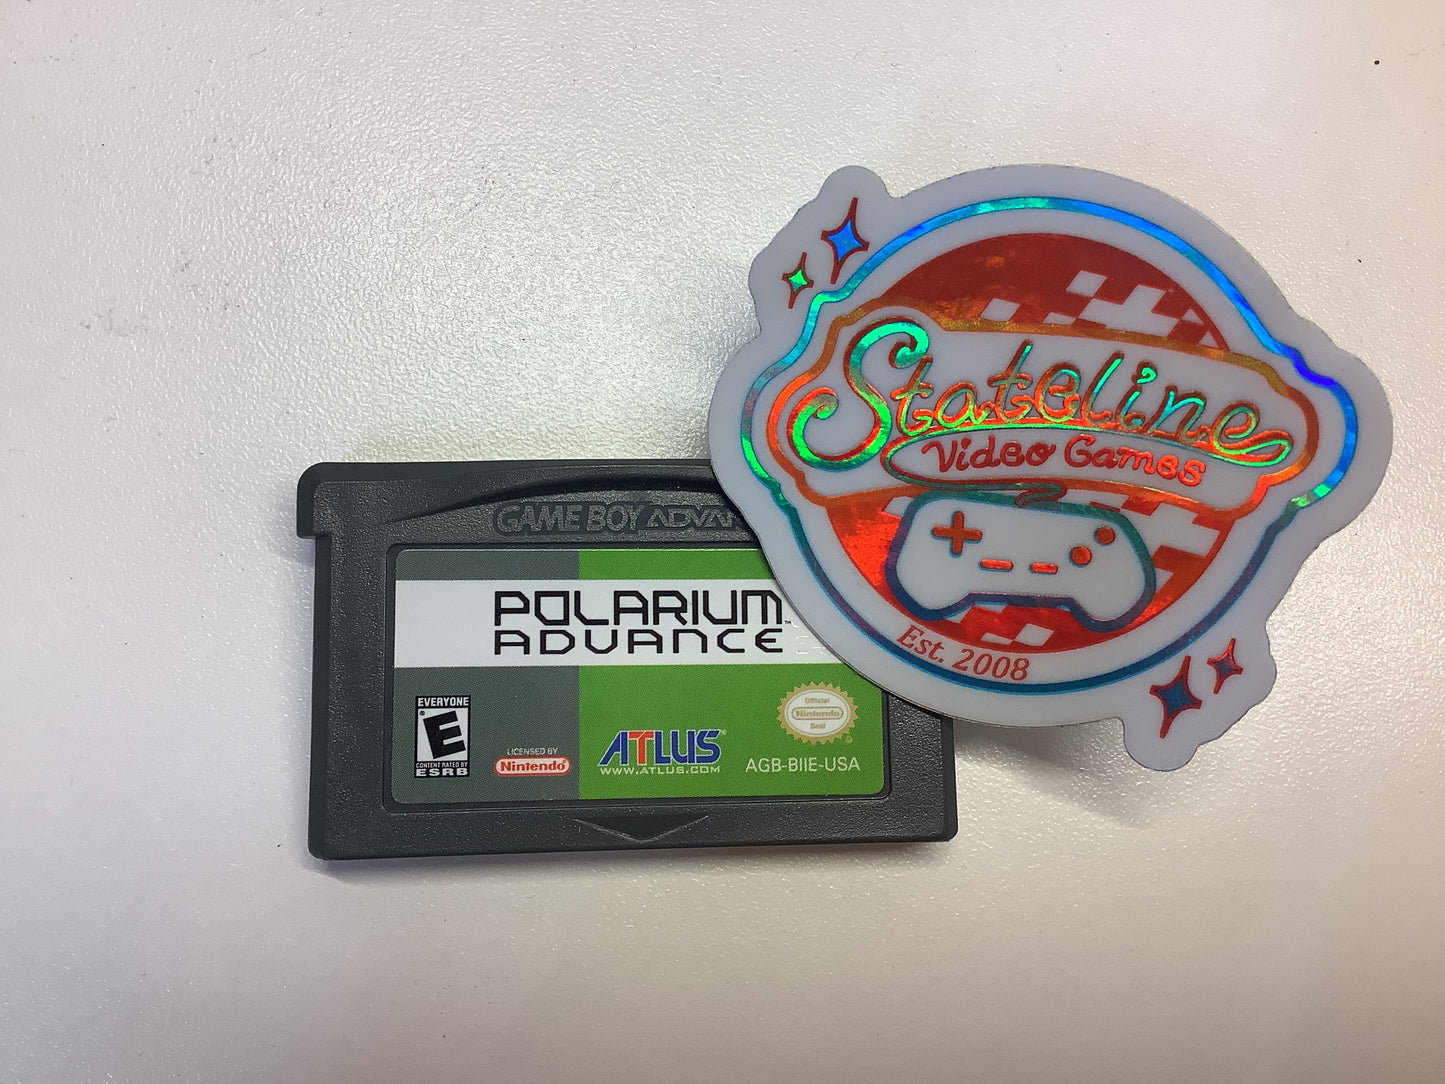 Stateline
Video Games
Est. 2008
GAME BOY ADVA
POLARIUM™
ADVANCE
EVERYONE
E
CONTENT RATED BY
ESRB
LICENSED BY
Nintendo
ATLUS®
WWW.ATLUS.COM
Official
Nintendo
Seal
AGB-BIIE-USA